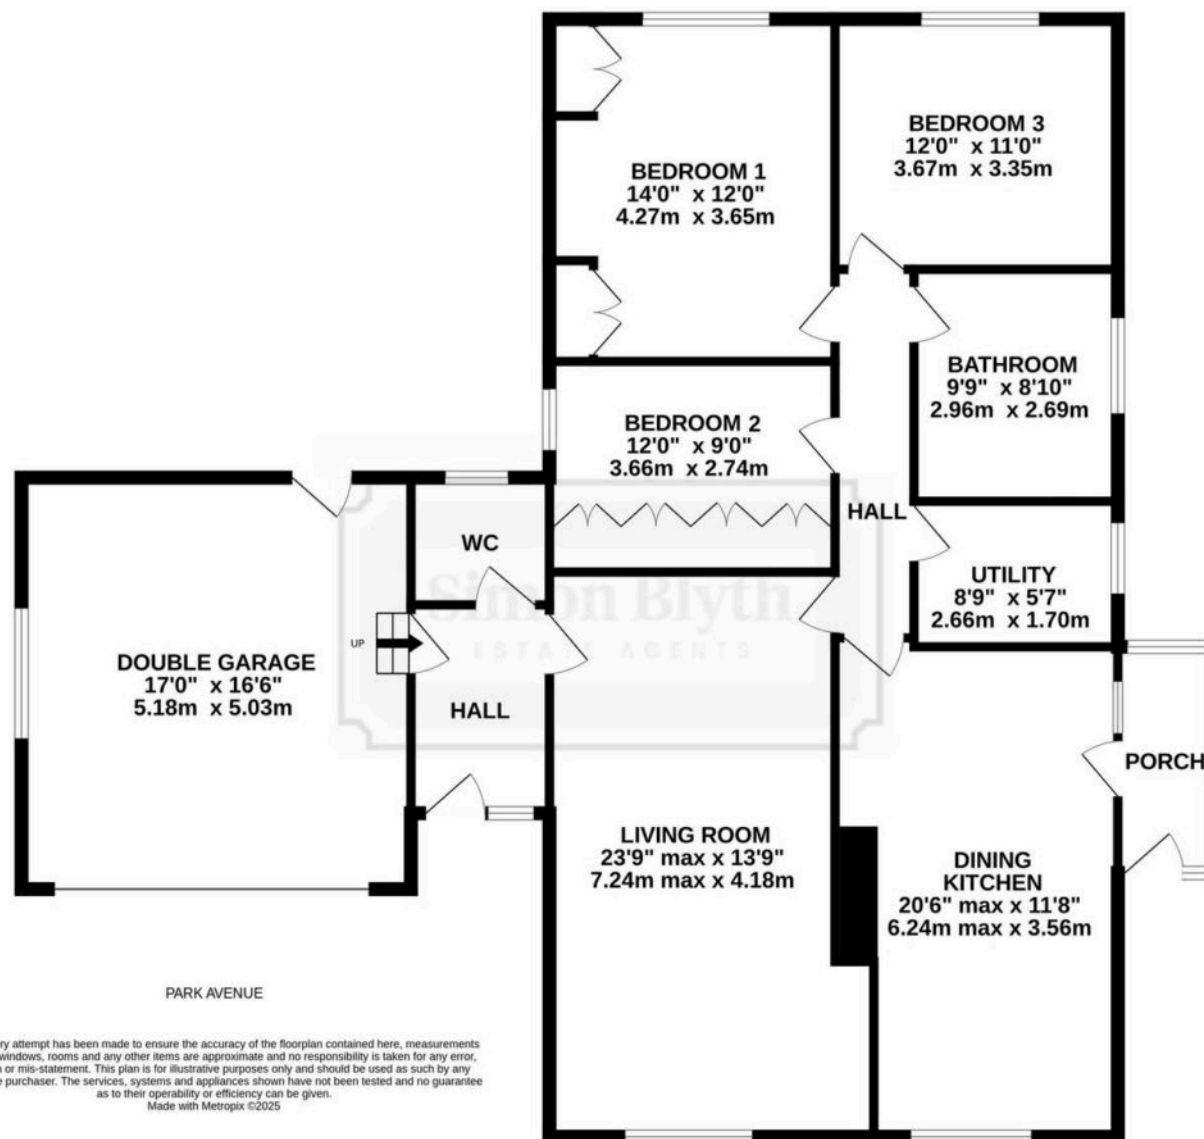 BEDROOM 1
14'0" x 12'0"
4.27m x 3.65m
BEDROOM 3
12'0" x 11'0"
3.67m x 3.35m
BATHROOM
9'9" x 8'10"
2.96m x 2.69m
BEDROOM 2
12'0" x 9'0"
3.66m x 2.74m
HALL
WC
UTILITY
8'9" x 5'7"
2.66m x 1.70m
Simon Blyth
ESTATE AGENTS
UP
DOUBLE GARAGE
17'0" x 16'6"
5.18m x 5.03m
HALL
PORCH
LIVING ROOM
23'9" max x 13'9"
7.24m max x 4.18m
DINING
KITCHEN
20'6" max x 11'8"
6.24m max x 3.56m
PARK AVENUE
attempt has been made to ensure the accuracy of the floorplan contained here, measurements
windows, rooms and any other items are approximate and no responsibility is taken for any error,
or mis-statement. This plan is for illustrative purposes only and should be used as such by any
purchaser. The services, systems and appliances shown have not been tested and no guarantee
as to their operability or efficiency can be given.
Made with Metropix ©2025